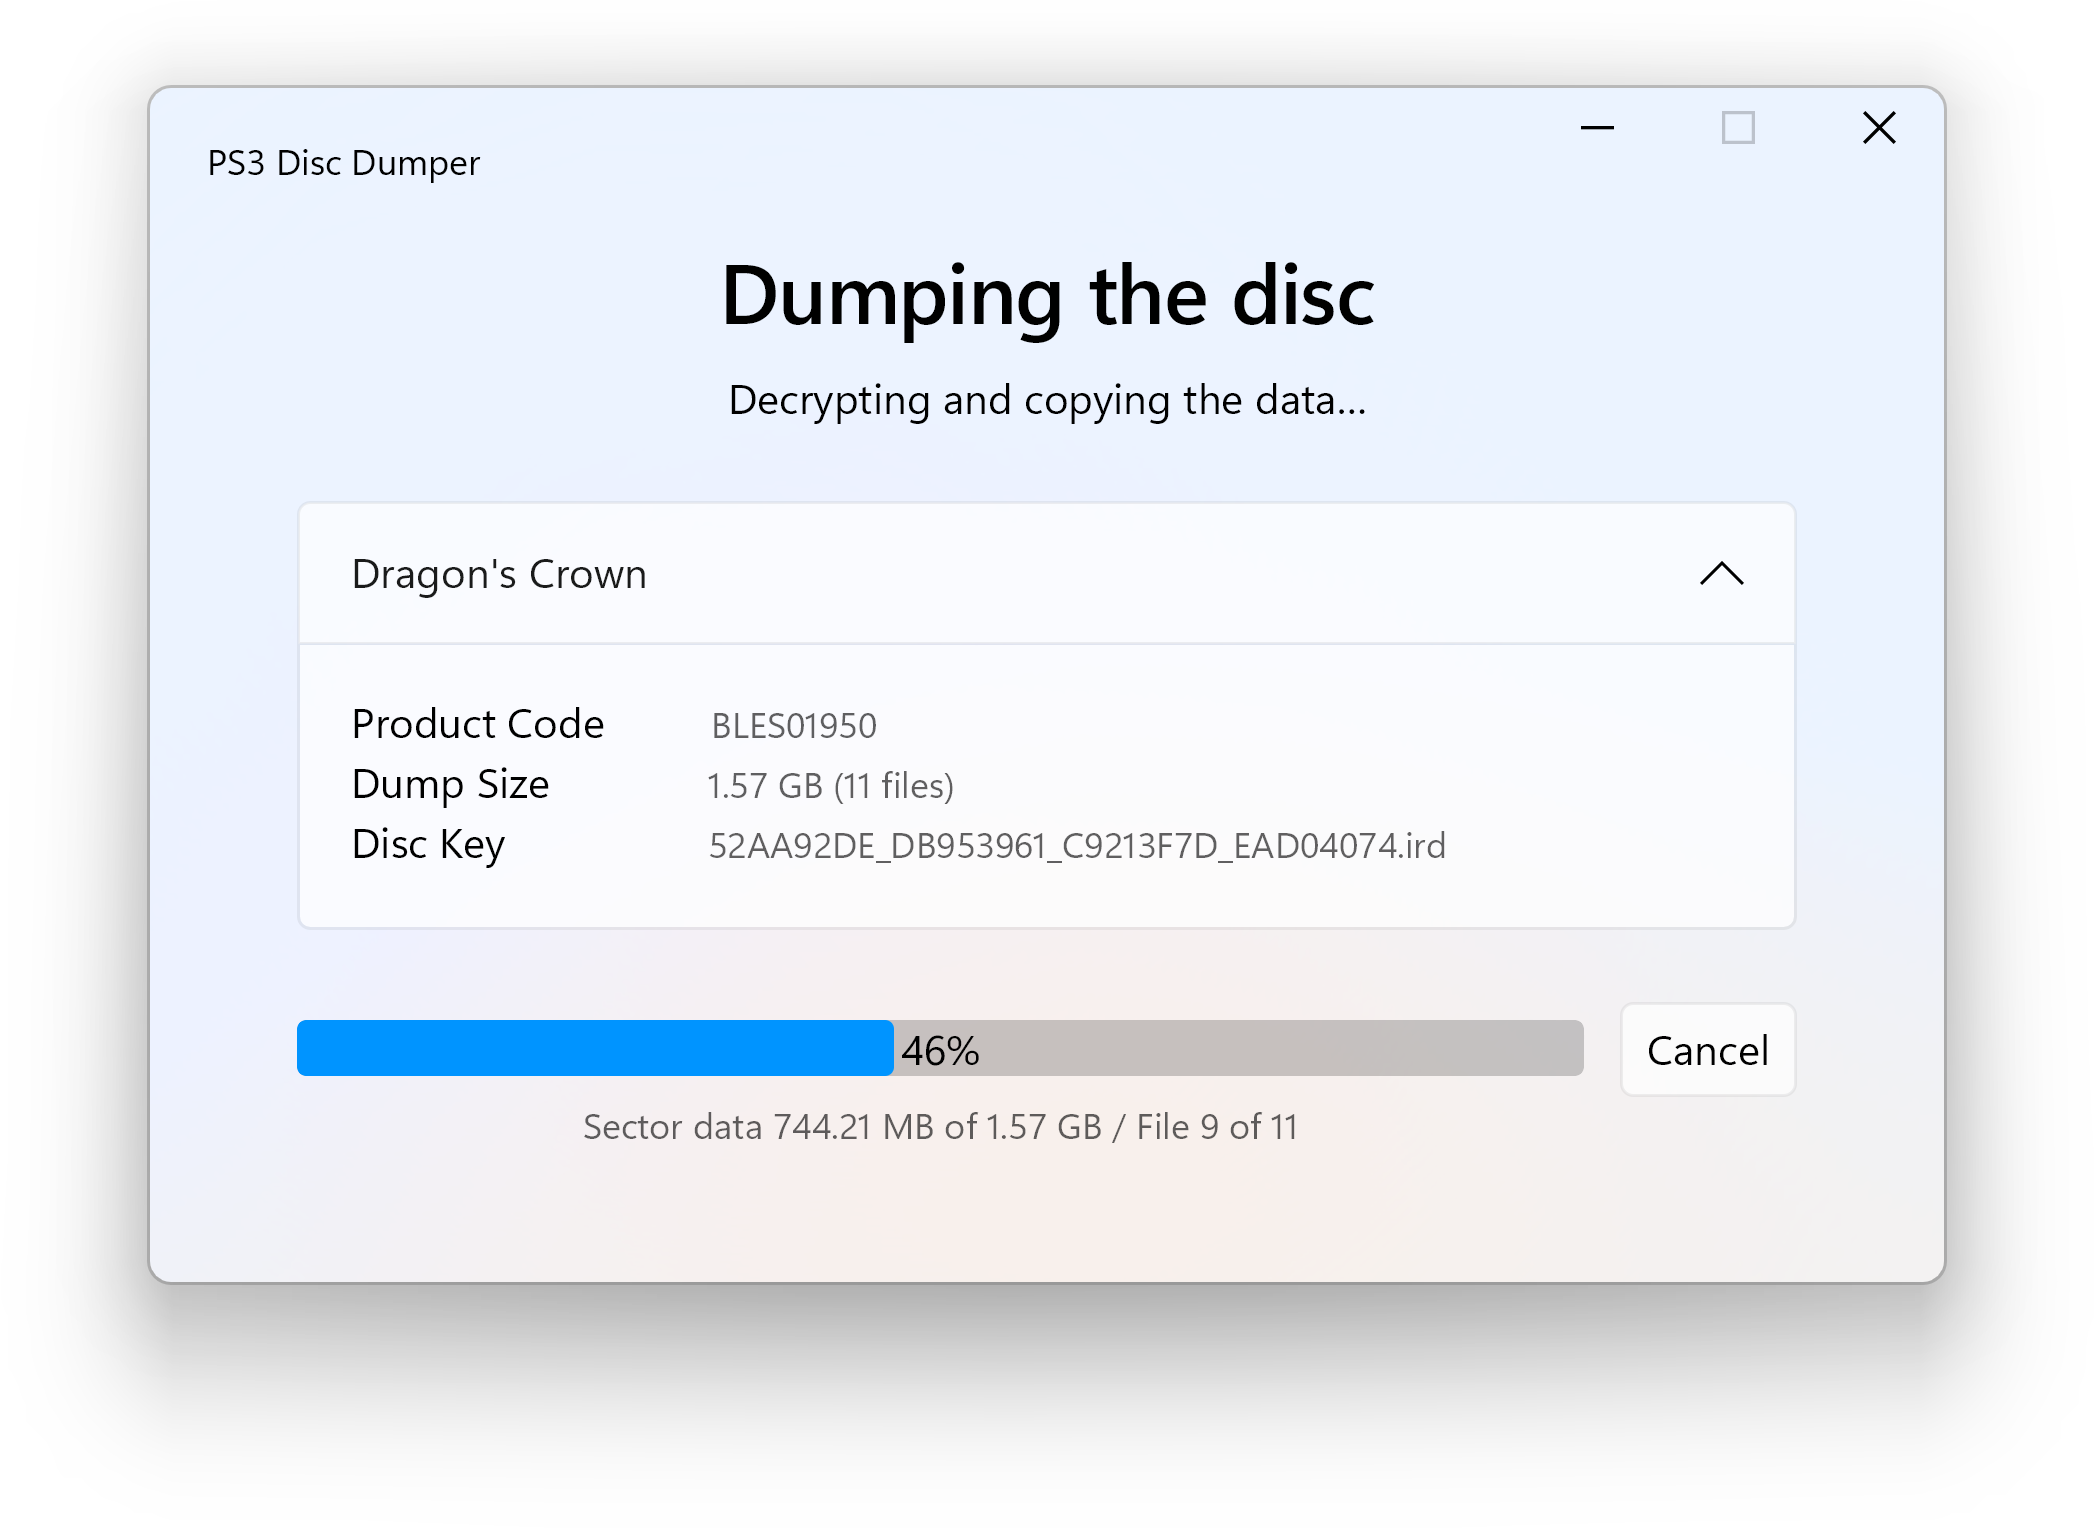 PS3 Disc Dumper
Dumping the disc
Decrypting and copying the data...
Dragon's Crown
Product Code BLES01950
Dump Size 1.57 GB (11 files)
Disc Key 52AA92DE_DB953961_C9213F7D_EAD04074.ird
46%
Cancel
Sector data 744.21 MB of 1.57 GB / File 9 of 11